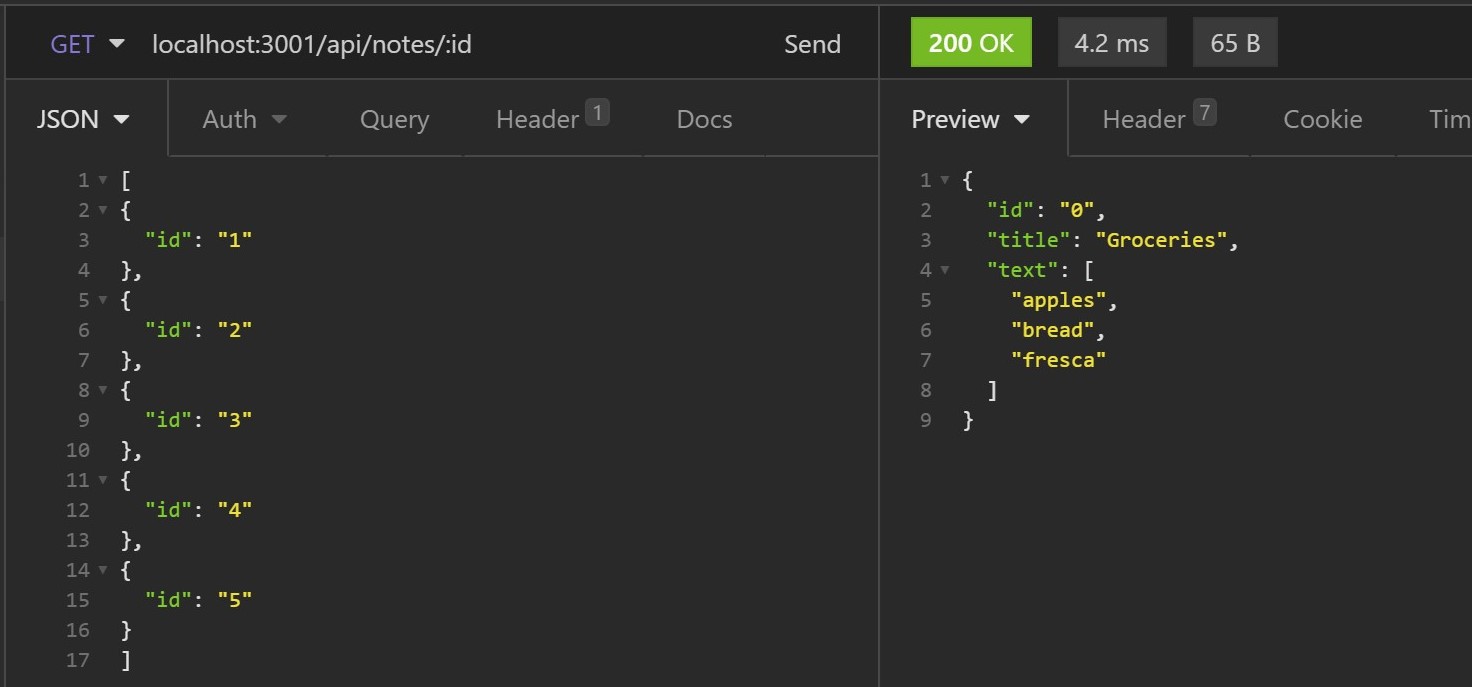 GET localhost:3001/api/notes/:id Send
200 OK 4.2 ms 65 B
JSON Auth Query Header 1 Docs
Preview Header 7 Cookie Tim
1 [
2 {
3 "id": "1"
4 },
5 {
6 "id": "2"
7 },
8 {
9 "id": "3"
10 },
11 {
12 "id": "4"
13 },
14 {
15 "id": "5"
16 }
17 ]
1 {
2 "id": "0",
3 "title": "Groceries",
4 "text": [
5 "apples",
6 "bread",
7 "fresca"
8 ]
9 }